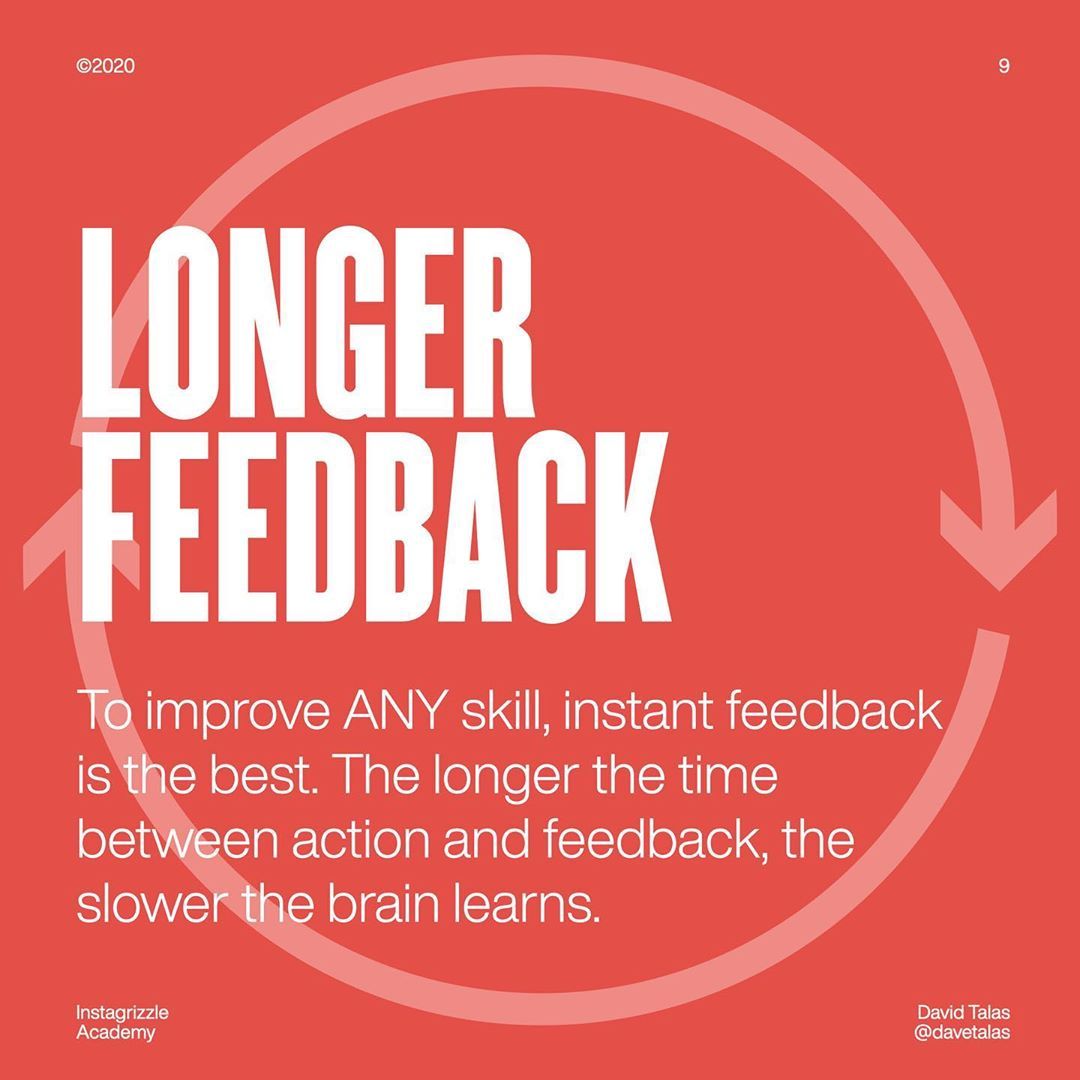 ©2020
9
LONGER
FEEDBACK
To improve ANY skill, instant feedback
is the best. The longer the time
between action and feedback, the
slower the brain learns.
Instagrizzle
Academy
David Talas
@davetalas